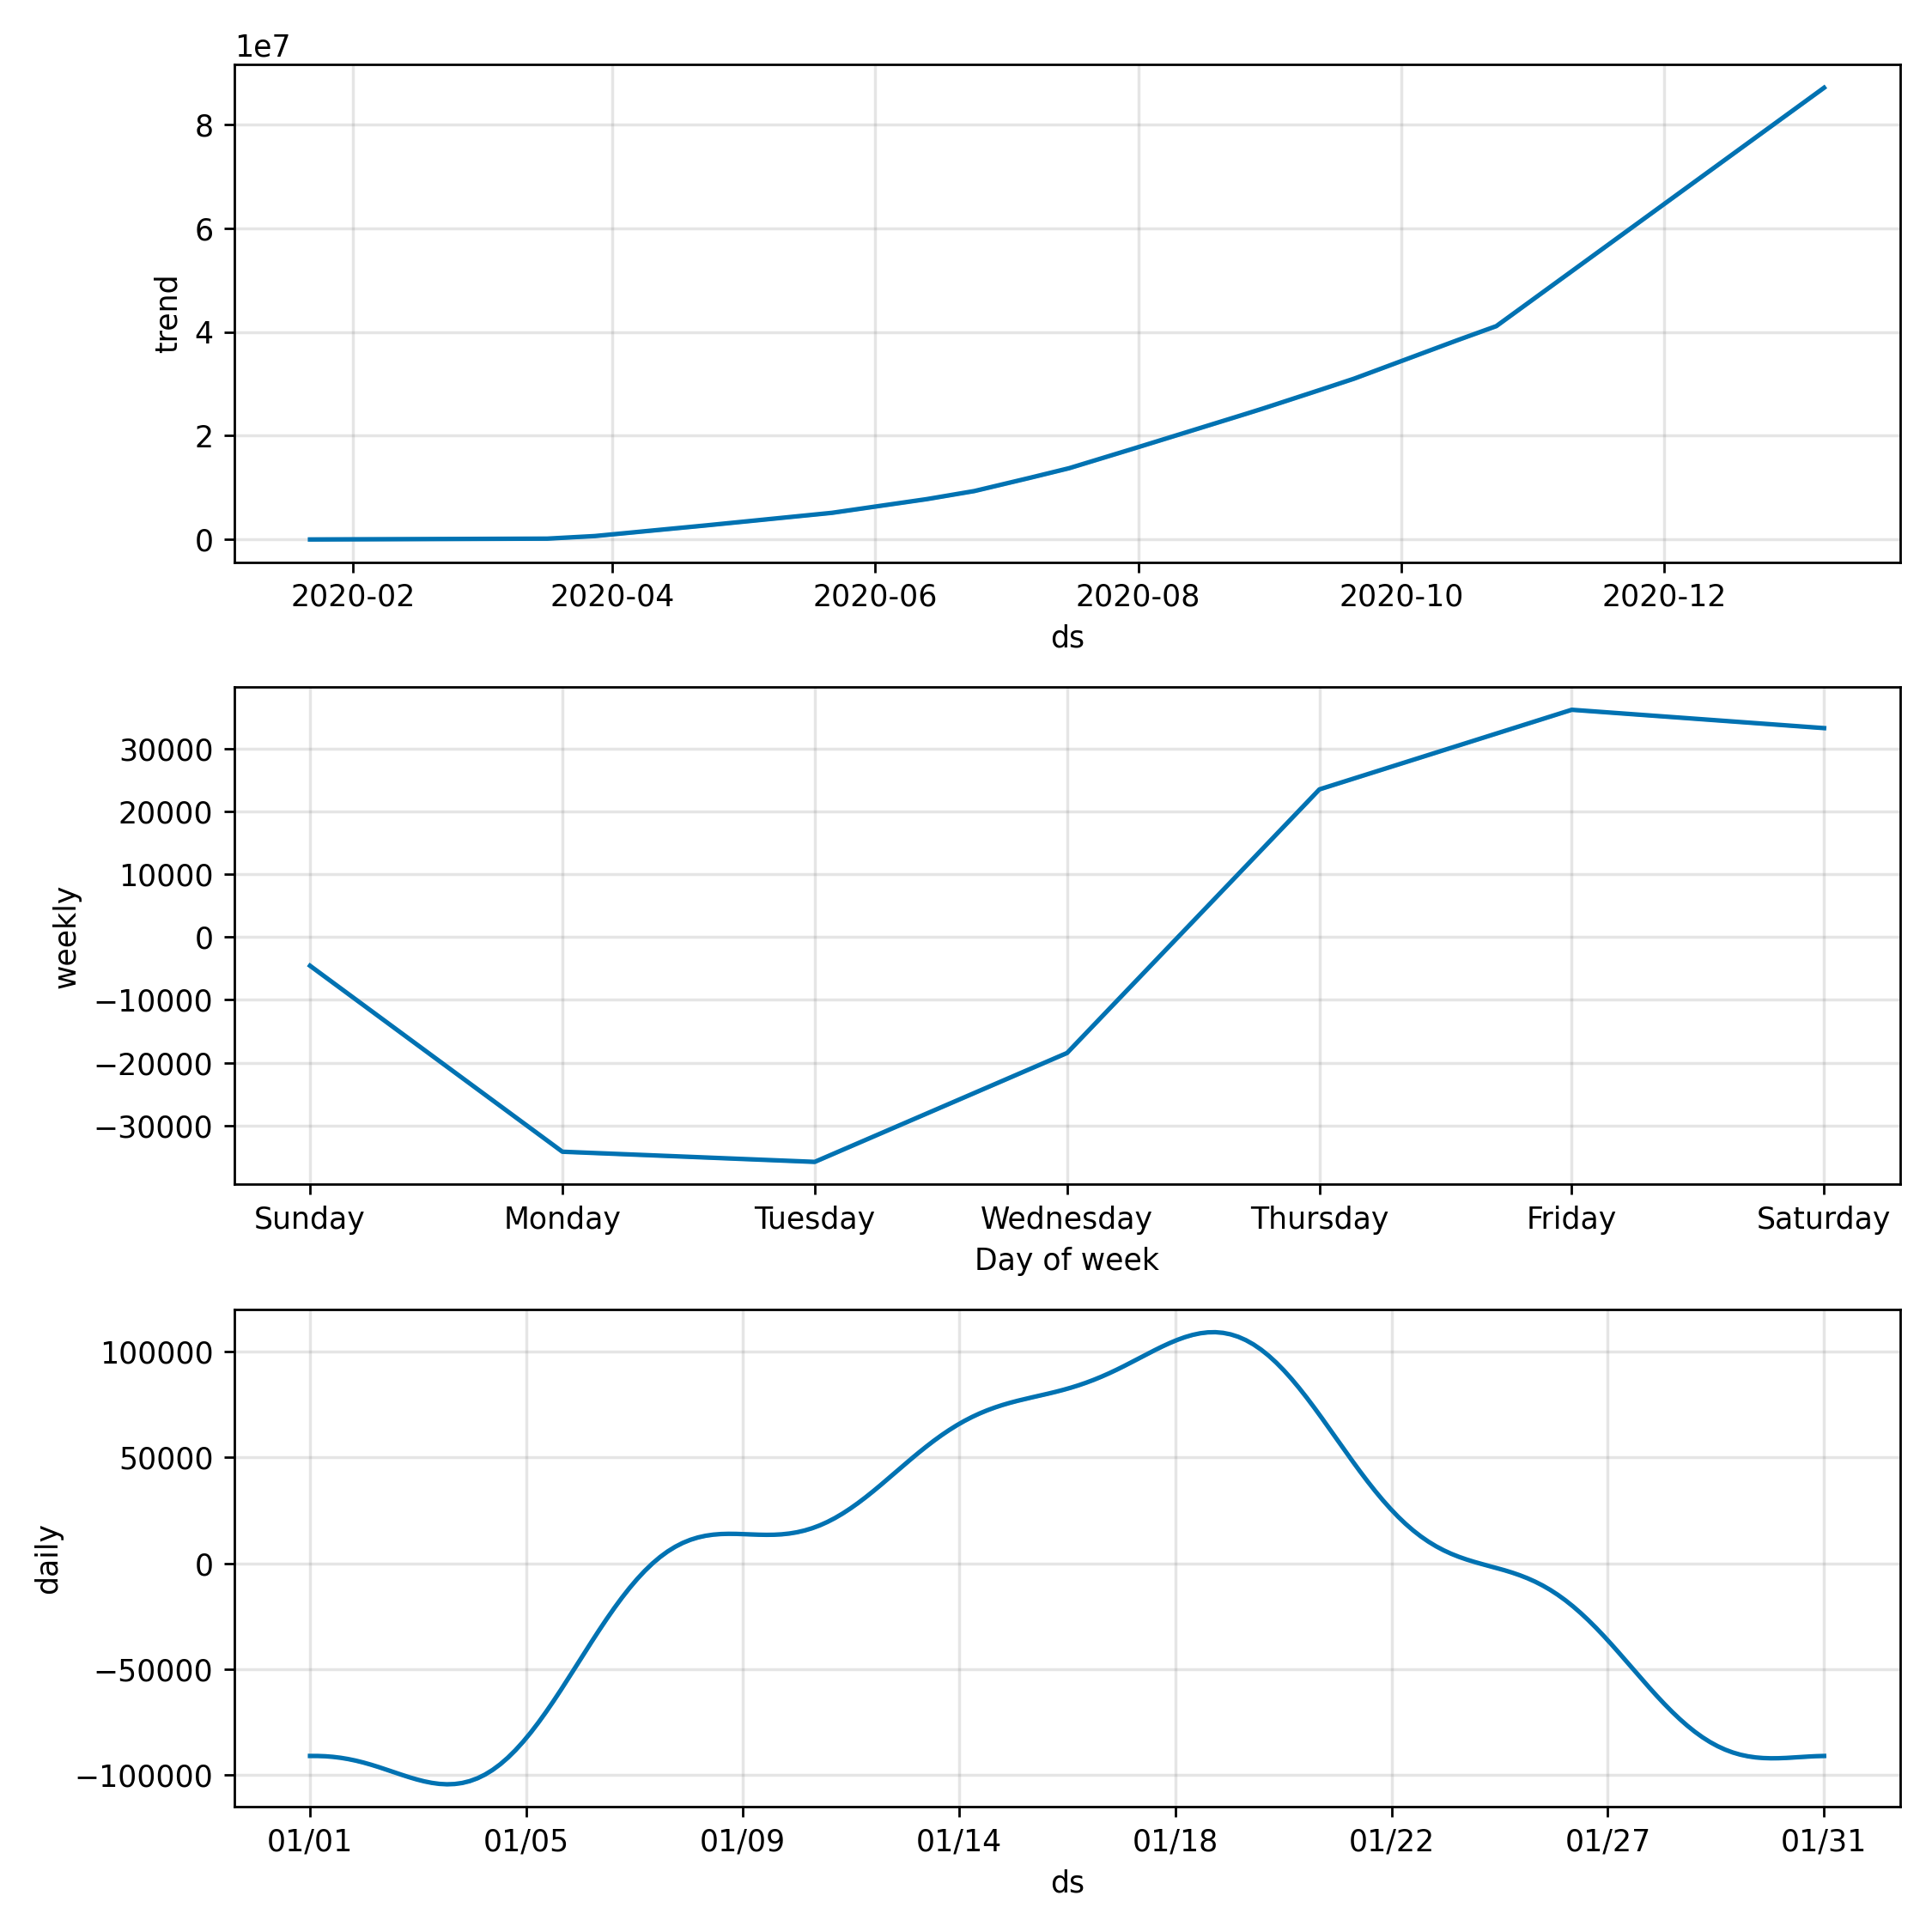 1e7
8
6
4
2
0
trend
2020-02 2020-04 2020-06 2020-08 2020-10 2020-12
ds
30000
20000
10000
0
−10000
−20000
−30000
weekly
Sunday Monday Tuesday Wednesday Thursday Friday Saturday
Day of week
100000
50000
0
−50000
−100000
daily
01/01 01/05 01/09 01/14 01/18 01/22 01/27 01/31
ds